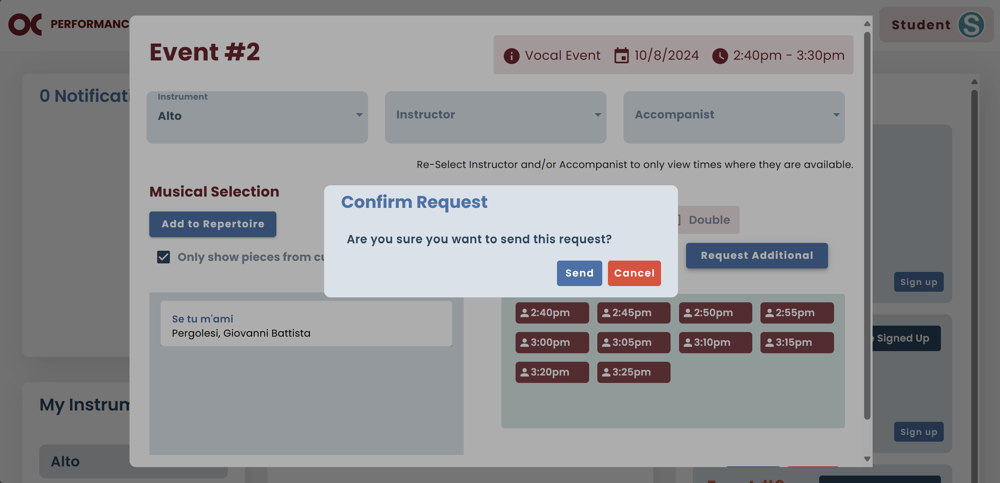 OC PERFORMANC
Student S
Event #2
Vocal Event 10/8/2024 2:40pm - 3:30pm
0 Notificati
Instrument
Alto
Instructor
Accompanist
Re-Select Instructor and/or Accompanist to only view times where they are available.
Musical Selection
Add to Repertoire
Only show pieces from cu
Confirm Request
Are you sure you want to send this request?
Send Cancel
Double
Request Additional
Sign up
Se tu m'ami
Pergolesi, Giovanni Battista
2:40pm 2:45pm 2:50pm 2:55pm
3:00pm 3:05pm 3:10pm 3:15pm
3:20pm 3:25pm
e Signed Up
Sign up
My Instrum
Alto